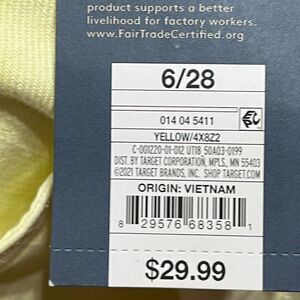 product supports a better
livelihood for factory workers.
www.FairTradeCertified.org
6/28
014 04 5411
YELLOW/4X8Z2
C-001220-01-012 UT18_50A03-0199
DIST. BY TARGET CORPORATION, MPLS., MN 55403
©2021 TARGET BRANDS, INC. SHOP TARGET.COM
ORIGIN: VIETNAM
8 29576 68358 1
$29.99